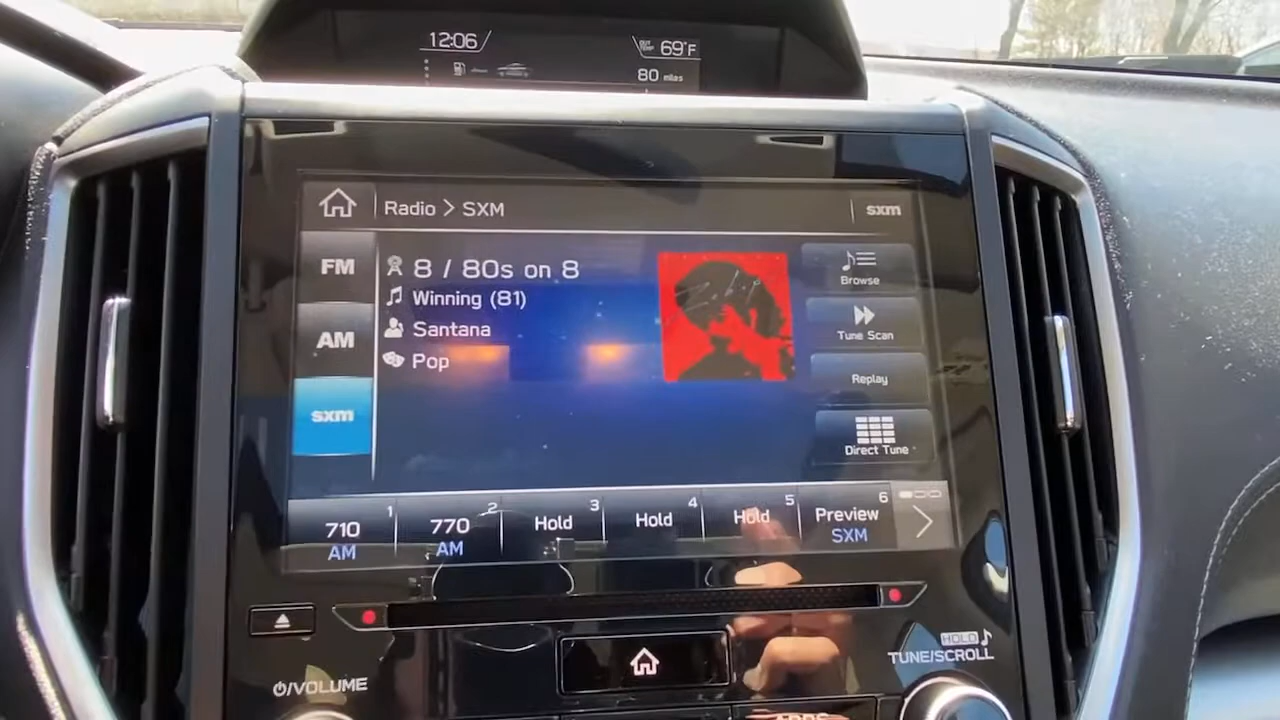 12:06
OUT TEMP 69°F
80 miles
Radio > SXM
sxm
FM
AM
sxm
8 / 80s on 8
Winning (81)
Santana
Pop
Browse
Tune Scan
Replay
Direct Tune
1 710 AM
2 770 AM
3 Hold
4 Hold
5 Hold
6 Preview SXM
HOLD
TUNE/SCROLL
/VOLUME